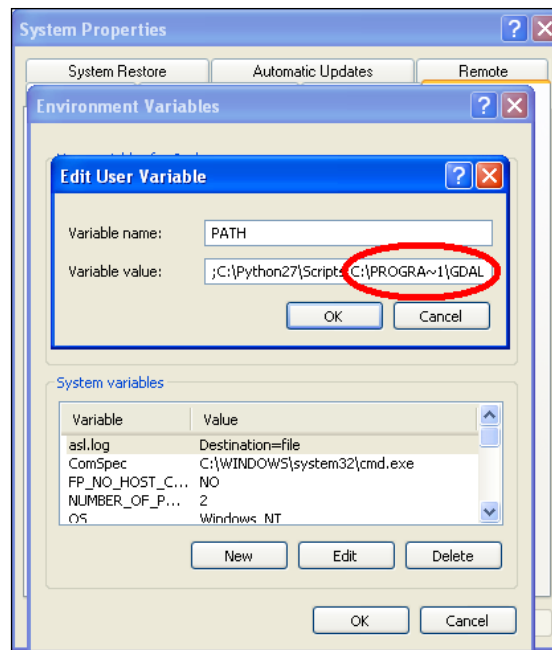 System Properties
System Restore Automatic Updates Remote
Environment Variables
Edit User Variable
Variable name: PATH
Variable value: ;C:\Python27\Scripts C:\PROGRA~1\GDAL
OK Cancel
System variables
Variable Value
asl.log Destination=file
ComSpec C:\WINDOWS\system32\cmd.exe
FP_NO_HOST_C... NO
NUMBER_OF_P... 2
OS Windows_NT
New Edit Delete
OK Cancel